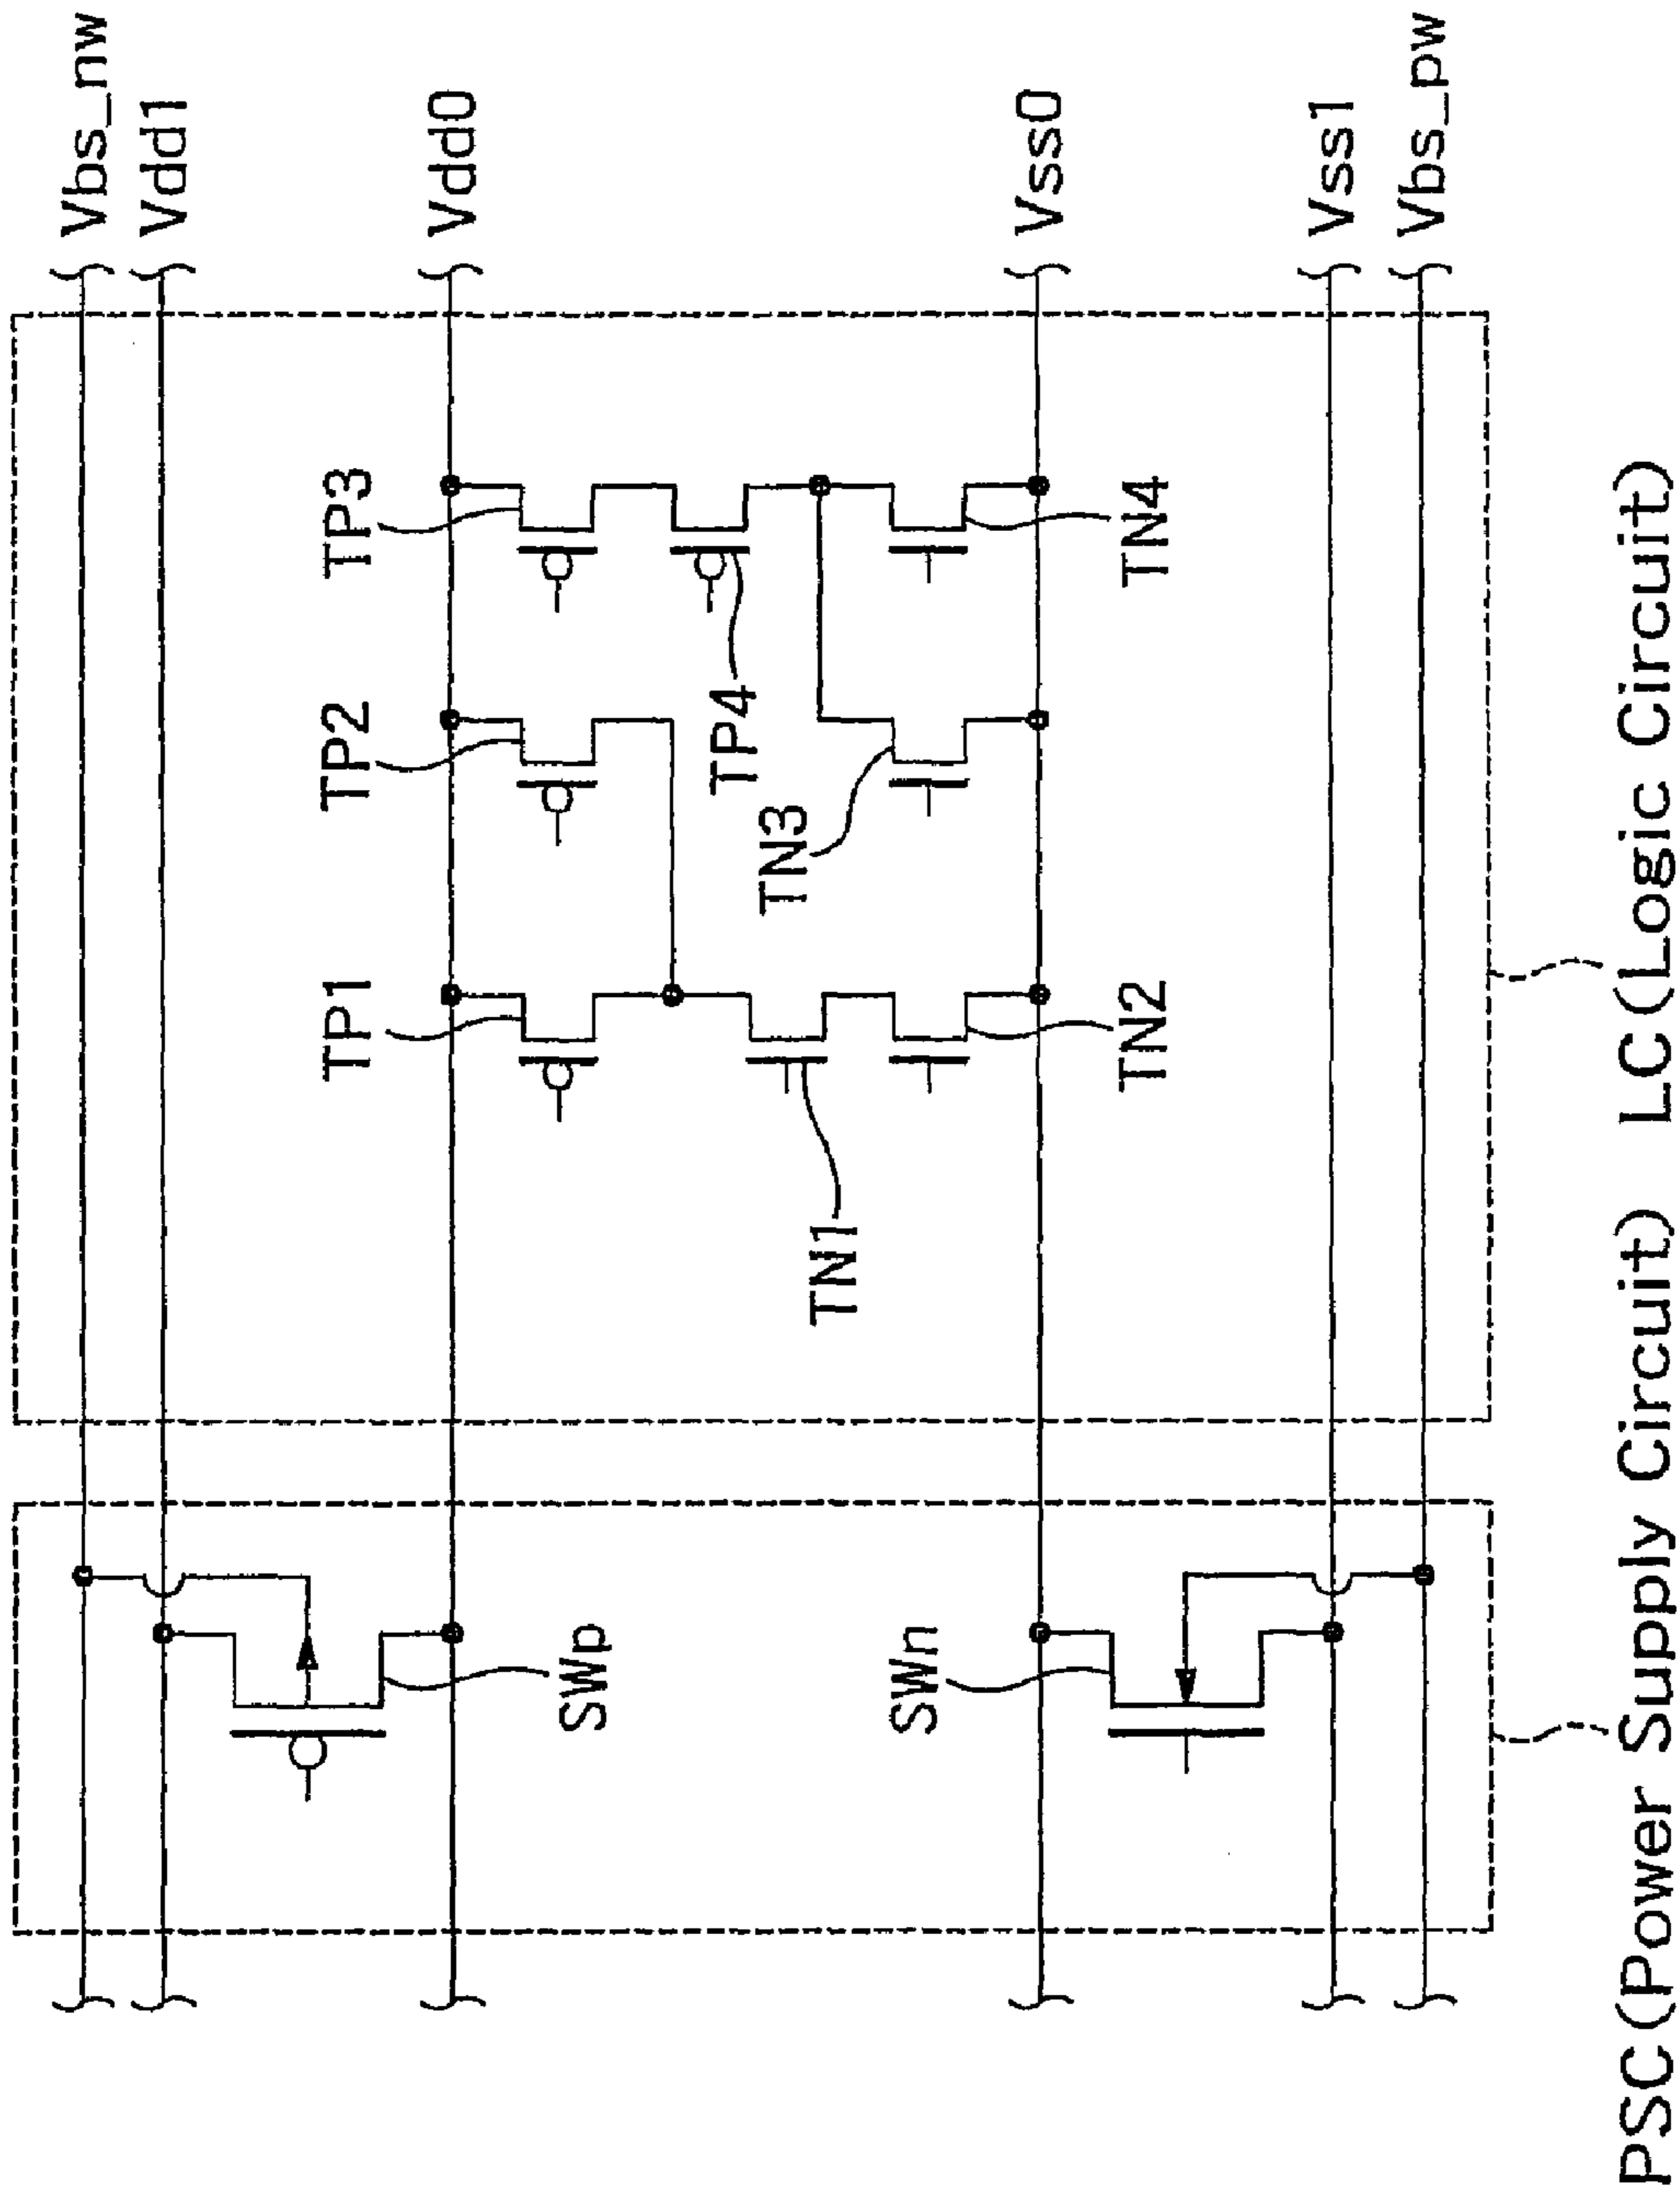 Vbs_nw
Vdd1
Vdd0
Vss0
Vss1
Vbs_pw
TP1
TP2
TP3
TP4
TN1
TN2
TN3
TN4
SWp
SWn
PSC(Power Supply Circuit)
LC(Logic Circuit)